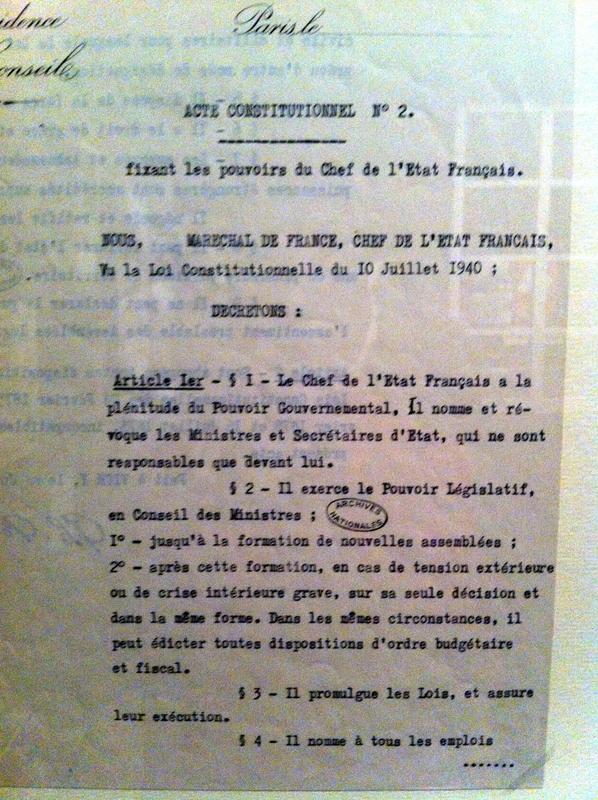 Paris, le
ACTE CONSTITUTIONNEL N° 2.
fixant les pouvoirs du Chef de l'Etat Français.
NOUS, MARECHAL DE FRANCE, CHEF DE L'ETAT FRANCAIS,
Vu la Loi Constitutionnelle du IO Juillet I940 ;
DECRETONS :
Article Ier - § I - Le Chef de l'Etat Français a la
plénitude du Pouvoir Gouvernemental, Il nomme et ré-
voque les Ministres et Secrétaires d'Etat, qui ne sont
responsables que devant lui.
§ 2 - Il exerce le Pouvoir Législatif,
en Conseil des Ministres ;
ARCHIVES
NATIONALES
I° - jusqu'à la formation de nouvelles assemblées ;
2° - après cette formation, en cas de tension extérieure
ou de crise intérieure grave, sur sa seule décision et
dans la même forme. Dans les mêmes circonstances, il
peut édicter toutes dispositions d'ordre budgétaire
et fiscal.
§ 3 - Il promulgue les Lois, et assure
leur exécution.
§ 4 - Il nomme à tous les emplois
.......